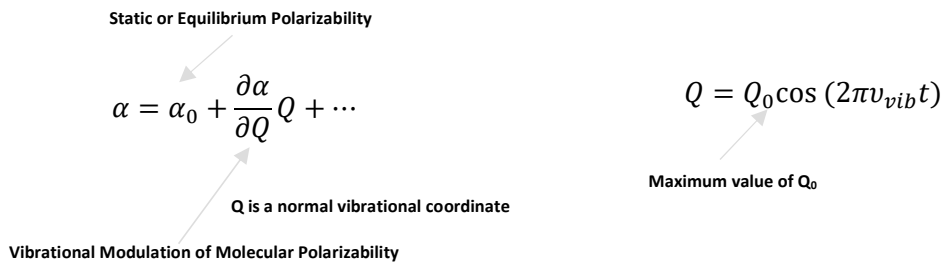 Static or Equilibrium Polarizability
α = α₀ + ∂α/∂Q Q + ⋯
Q = Q₀cos (2πυ_vib t)
Maximum value of Q₀
Q is a normal vibrational coordinate
Vibrational Modulation of Molecular Polarizability